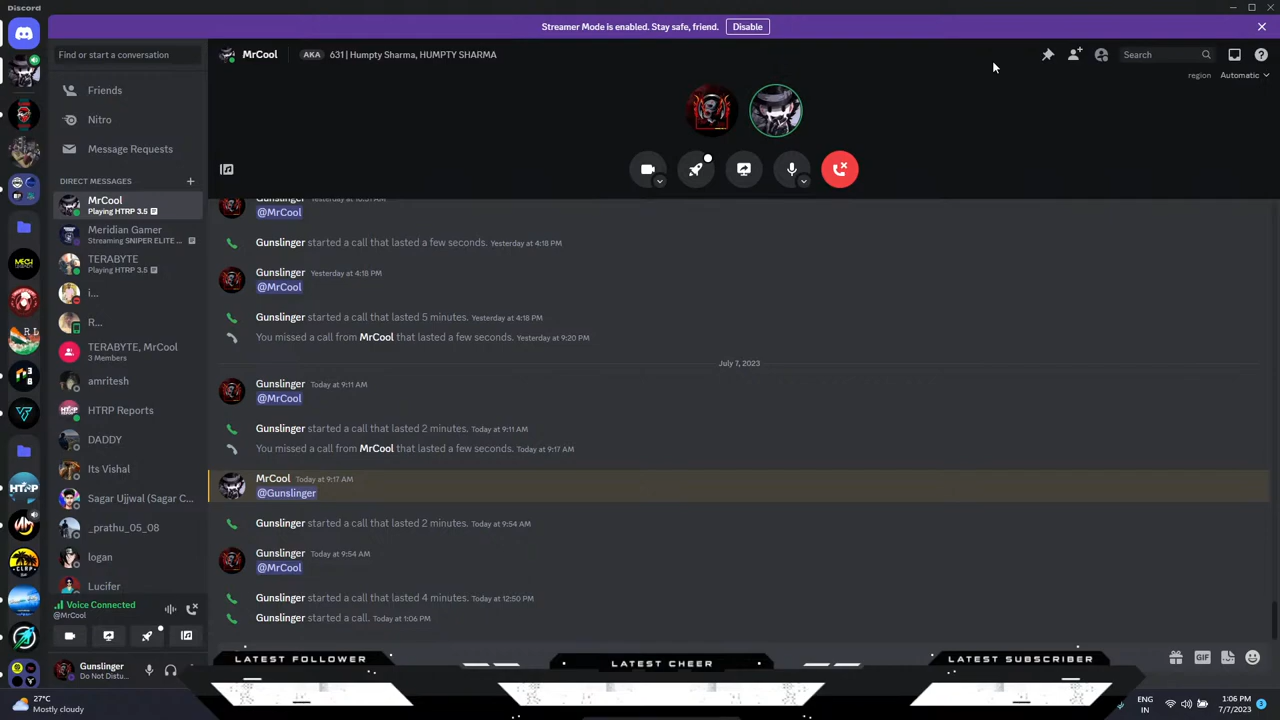 Discord
Streamer Mode is enabled. Stay safe, friend. Disable
Find or start a conversation
MrCool AKA 631| Humpty Sharma, HUMPTY SHARMA
Search
region Automatic
Friends
Nitro
Message Requests
DIRECT MESSAGES
MrCool
Playing HTRP 3.5
Meridian Gamer
Streaming SNIPER ELITE ...
TERABYTE
Playing HTRP 3.5
i...
R...
TERABYTE, MrCool
3 Members
amritesh
HTRP Reports
DADDY
Its Vishal
Sagar Ujjwal (Sagar C...
_prathu_05_08
logan
Lucifer
Voice Connected
@MrCool
Gunslinger
Do Not Distu...
@MrCool
Gunslinger started a call that lasted a few seconds. Yesterday at 4:18 PM
Gunslinger Yesterday at 4:18 PM
@MrCool
Gunslinger started a call that lasted 5 minutes. Yesterday at 4:18 PM
You missed a call from MrCool that lasted a few seconds. Yesterday at 9:20 PM
July 7, 2023
Gunslinger Today at 9:11 AM
@MrCool
Gunslinger started a call that lasted 2 minutes. Today at 9:11 AM
You missed a call from MrCool that lasted a few seconds. Today at 9:17 AM
MrCool Today at 9:17 AM
@Gunslinger
Gunslinger started a call that lasted 2 minutes. Today at 9:54 AM
Gunslinger Today at 9:54 AM
@MrCool
Gunslinger started a call that lasted 4 minutes. Today at 12:50 PM
Gunslinger started a call. Today at 1:06 PM
GIF
LATEST FOLLOWER
LATEST CHEER
LATEST SUBSCRIBER
27°C
Mostly cloudy
ENG
IN
1:06 PM
7/7/2023
3